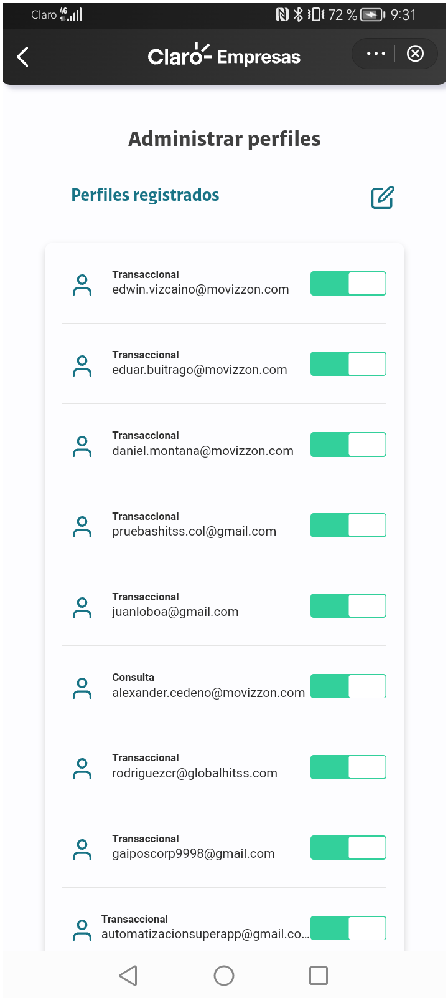 Claro 4G 72 % 9:31
Claro- Empresas
Administrar perfiles
Perfiles registrados
Transaccional
edwin.vizcaino@movizzon.com
Transaccional
eduar.buitrago@movizzon.com
Transaccional
daniel.montana@movizzon.com
Transaccional
pruebashitss.col@gmail.com
Transaccional
juanloboa@gmail.com
Consulta
alexander.cedeno@movizzon.com
Transaccional
rodriguezcr@globalhitss.com
Transaccional
gaiposcorp9998@gmail.com
Transaccional
automatizacionsuperapp@gmail.co...